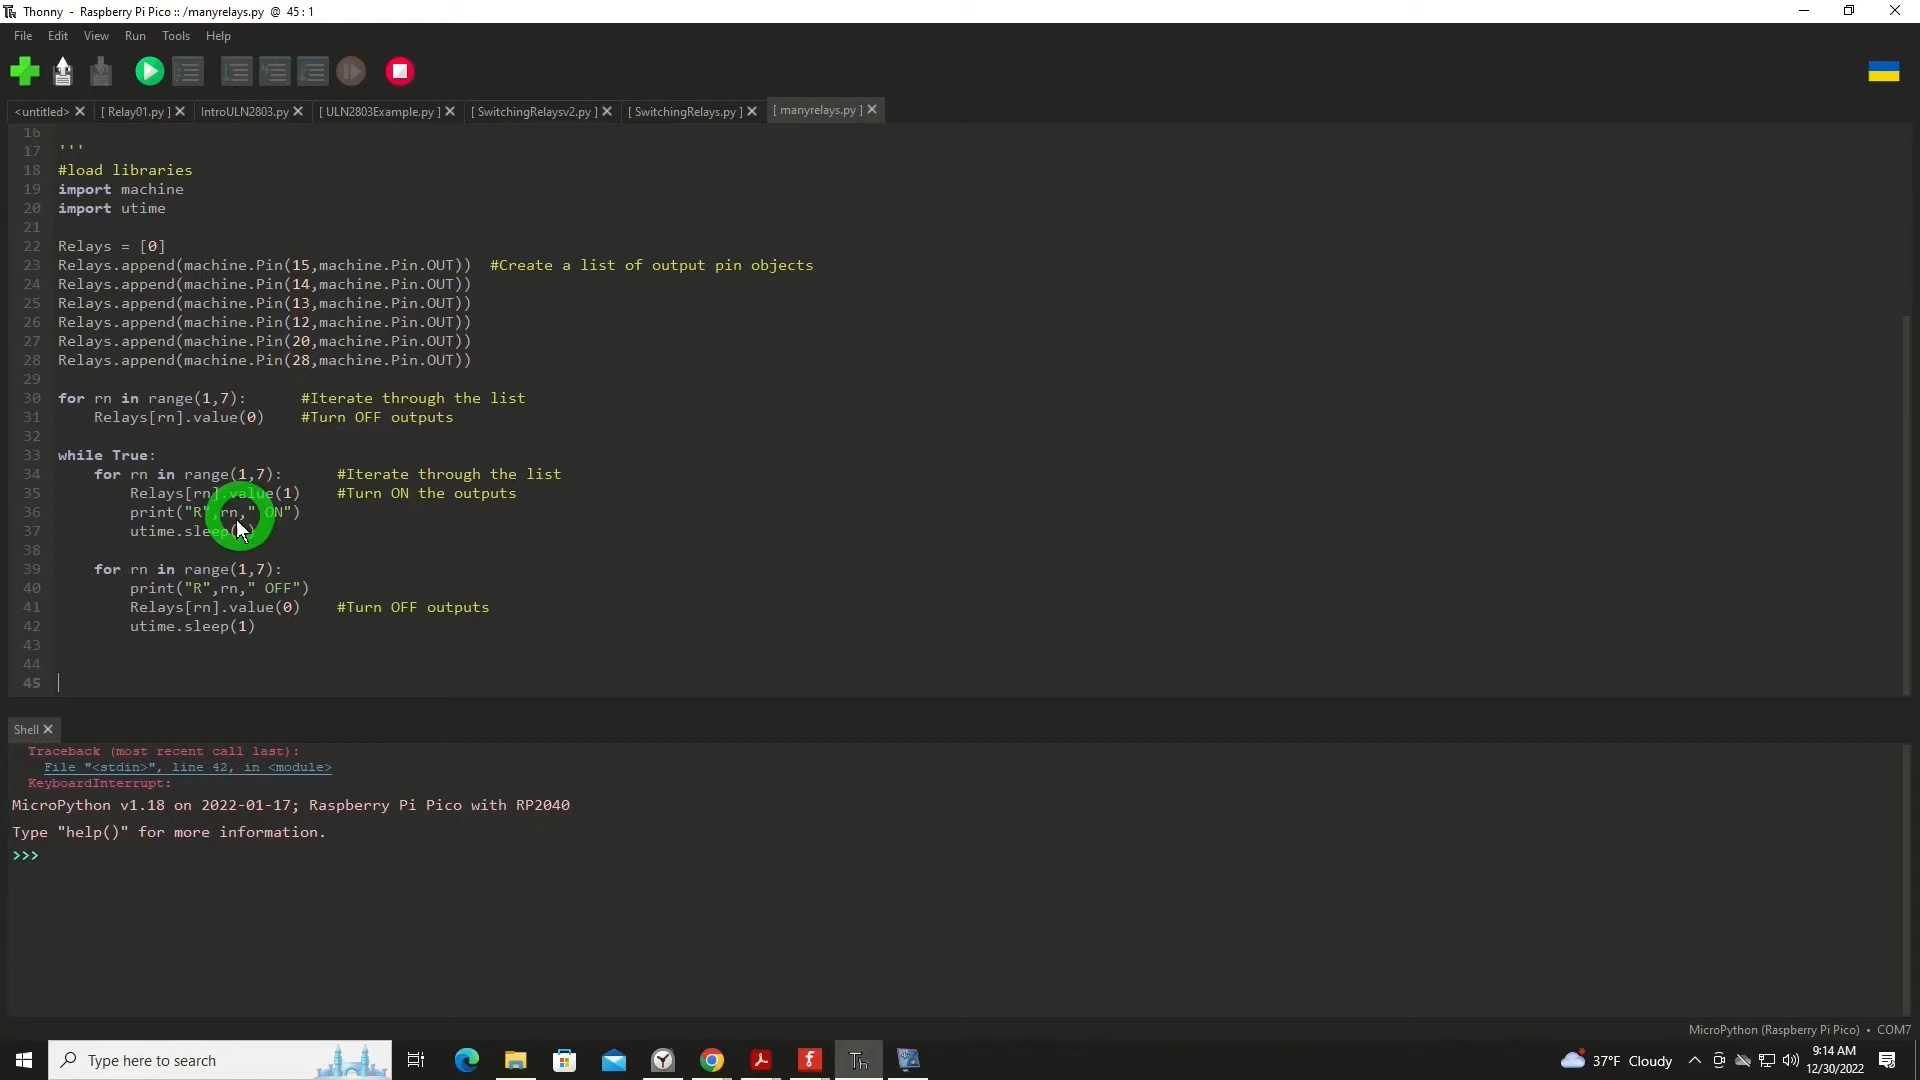 Thonny - Raspberry Pi Pico :: /manyrelays.py @ 45 : 1
File Edit View Run Tools Help
<untitled> [ Relay01.py ] IntroULN2803.py [ ULN2803Example.py ] [ SwitchingRelaysv2.py ] [ SwitchingRelays.py ] [ manyrelays.py ]
16
17 '''
18 #load libraries
19 import machine
20 import utime
21
22 Relays = [0]
23 Relays.append(machine.Pin(15,machine.Pin.OUT))  #Create a list of output pin objects
24 Relays.append(machine.Pin(14,machine.Pin.OUT))
25 Relays.append(machine.Pin(13,machine.Pin.OUT))
26 Relays.append(machine.Pin(12,machine.Pin.OUT))
27 Relays.append(machine.Pin(20,machine.Pin.OUT))
28 Relays.append(machine.Pin(28,machine.Pin.OUT))
29
30 for rn in range(1,7):      #Iterate through the list
31     Relays[rn].value(0)    #Turn OFF outputs
32
33 while True:
34     for rn in range(1,7):      #Iterate through the list
35         Relays[rn].value(1)    #Turn ON the outputs
36         print("R",rn," ON")
37         utime.sleep(
38
39     for rn in range(1,7):
40         print("R",rn," OFF")
41         Relays[rn].value(0)    #Turn OFF outputs
42         utime.sleep(1)
43
44
45
Shell
Traceback (most recent call last):
File "<stdin>", line 42, in <module>
KeyboardInterrupt:
MicroPython v1.18 on 2022-01-17; Raspberry Pi Pico with RP2040
Type "help()" for more information.
>>>
MicroPython (Raspberry Pi Pico) • COM7
Type here to search
Th
37°F Cloudy
9:14 AM
12/30/2022